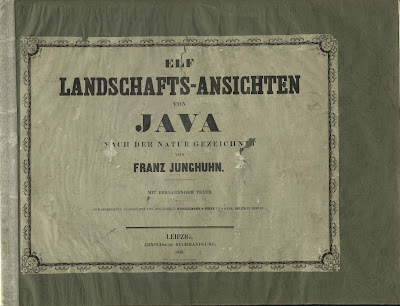 ELF
LANDSCHAFTS-ANSICHTEN
VON
JAVA
NACH DER NATUR GEZEICHNET
VON
FRANZ JUNGHUHN.
MIT ERKLÄRENDEM TEXTE.
LEIPZIG,
ARNOLDISCHE BUCHHANDLUNG.